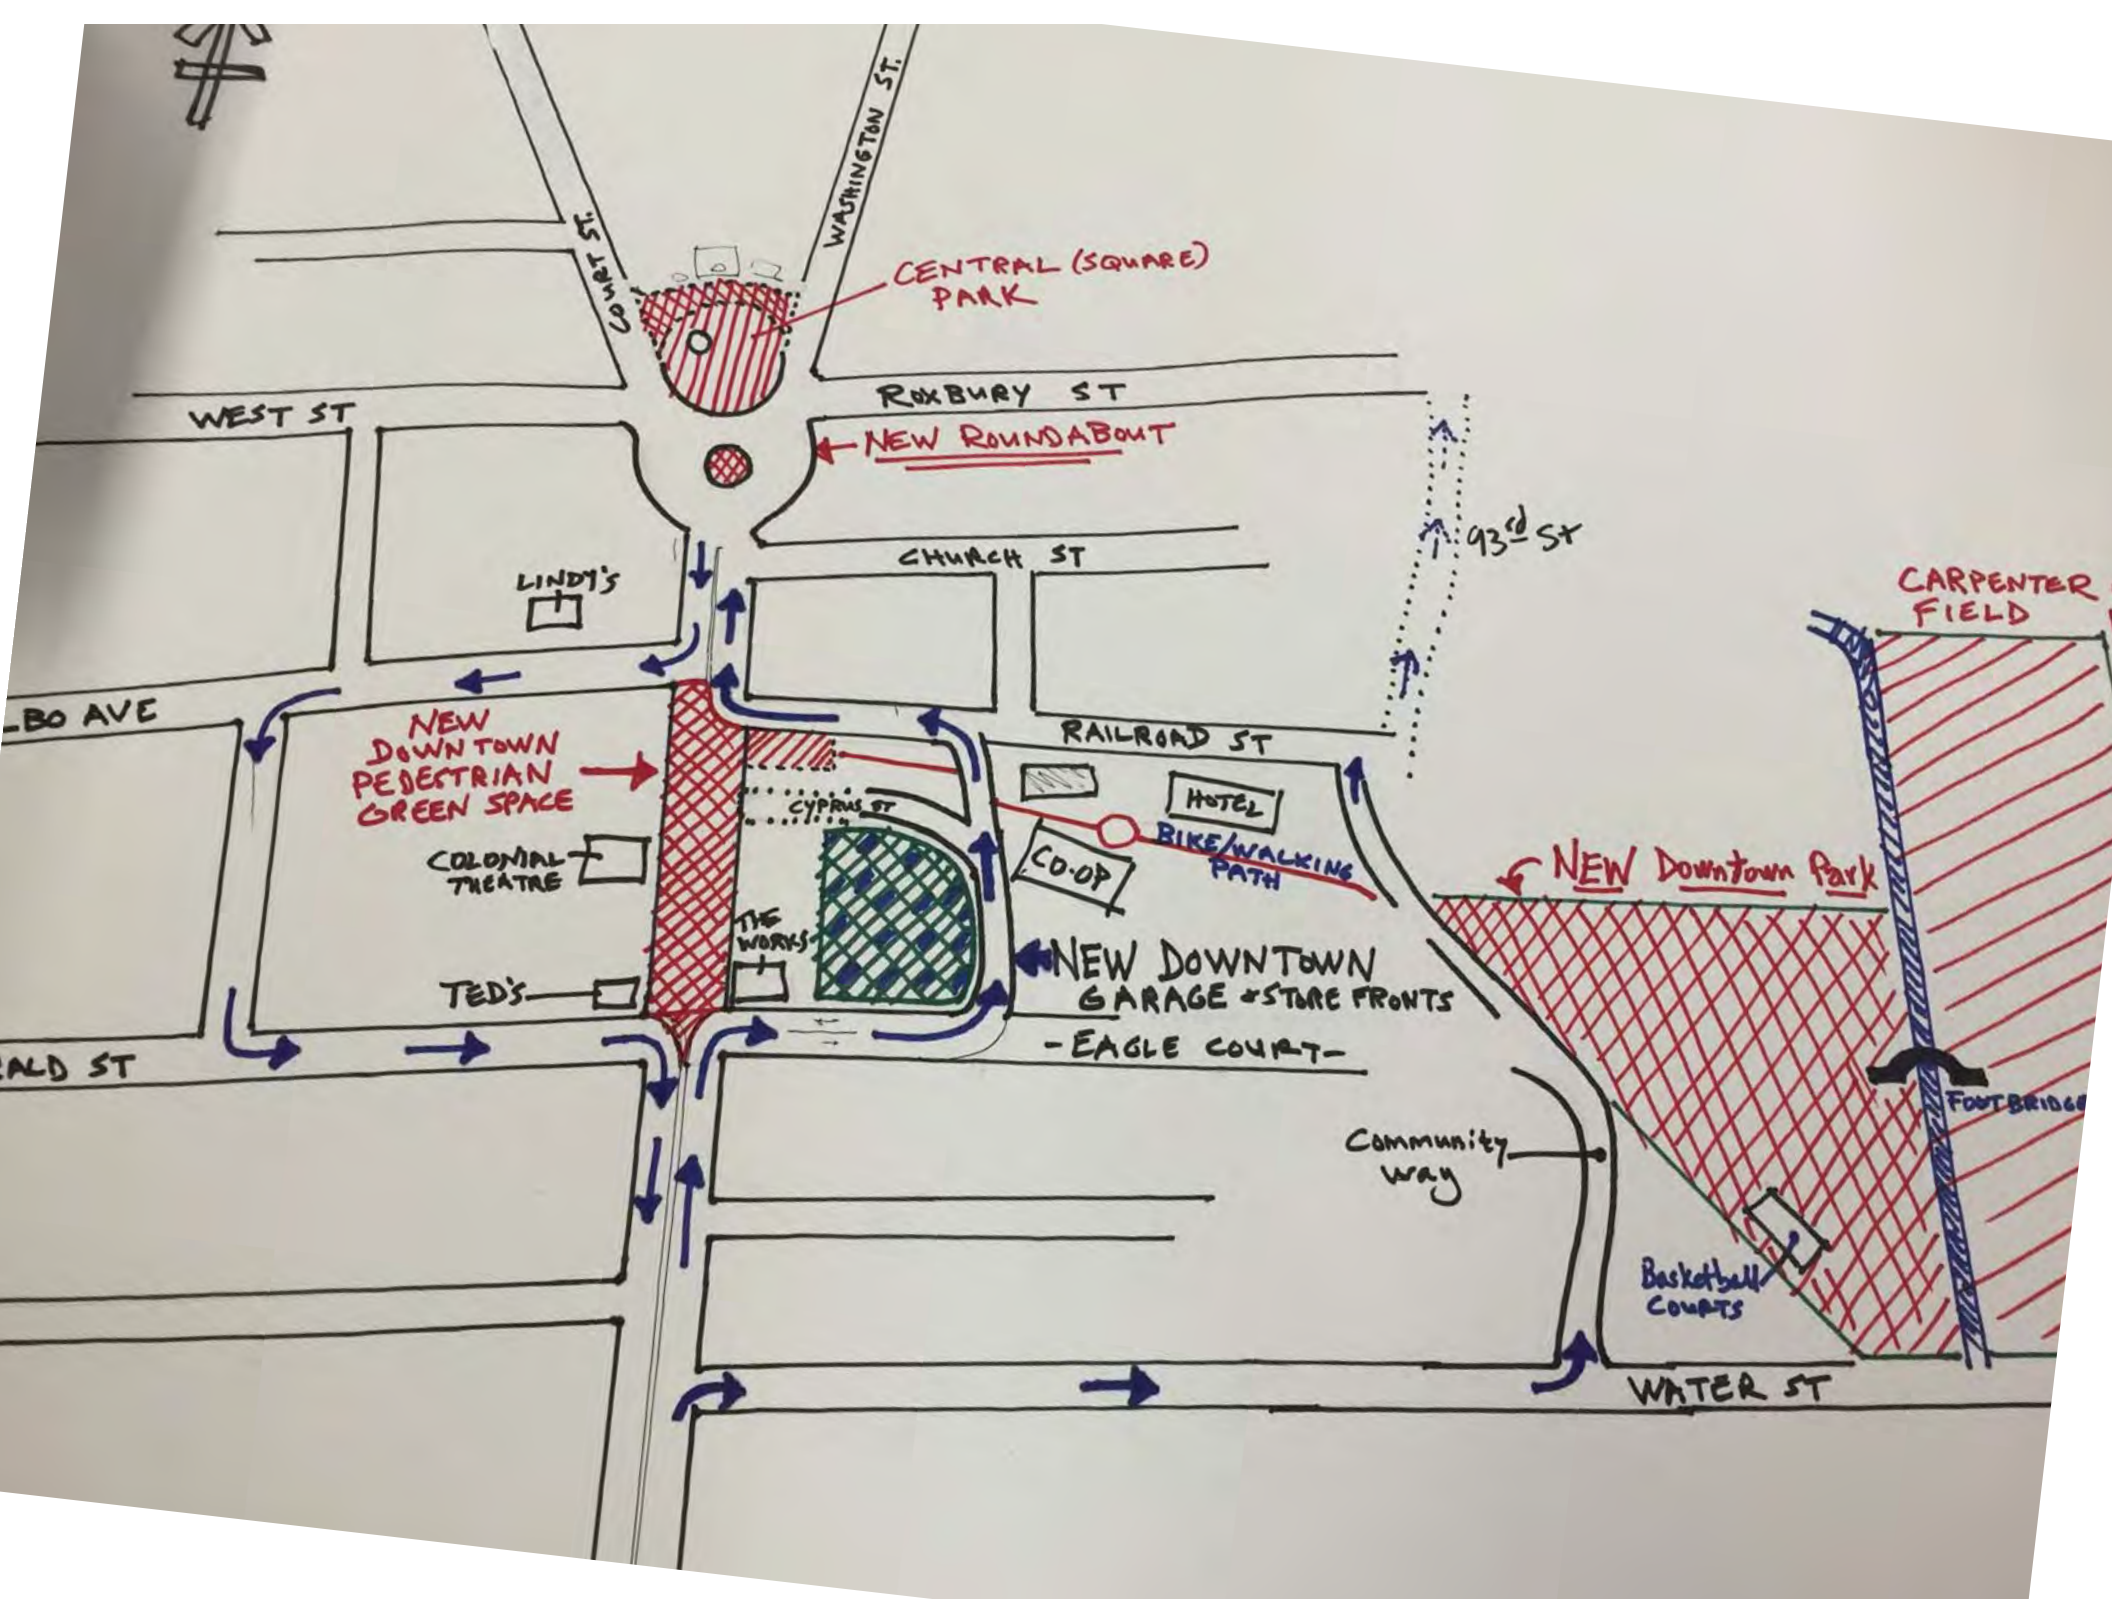 COURT ST.
WASHINGTON ST.
CENTRAL (SQUARE)
PARK
WEST ST
ROXBURY ST
NEW ROUNDABOUT
93rd St
CHURCH ST
LINDY'S
CARPENTER
FIELD
LBO AVE
NEW
DOWNTOWN
PEDESTRIAN
GREEN SPACE
RAILROAD ST
CYPRUS ST
HOTEL
BIKE/WALKING
PATH
CO-OP
COLONIAL
THEATRE
NEW Downtown Park
THE
WORKS
NEW DOWNTOWN
GARAGE & STORE FRONTS
TED'S
ALD ST
-EAGLE COURT-
FOOTBRIDGE
Community
way
Basketball
COURTS
WATER ST